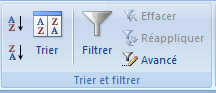 A Z
Z A
A Z Z A
Trier
Filtrer
Effacer
Réappliquer
Avancé
Trier et filtrer